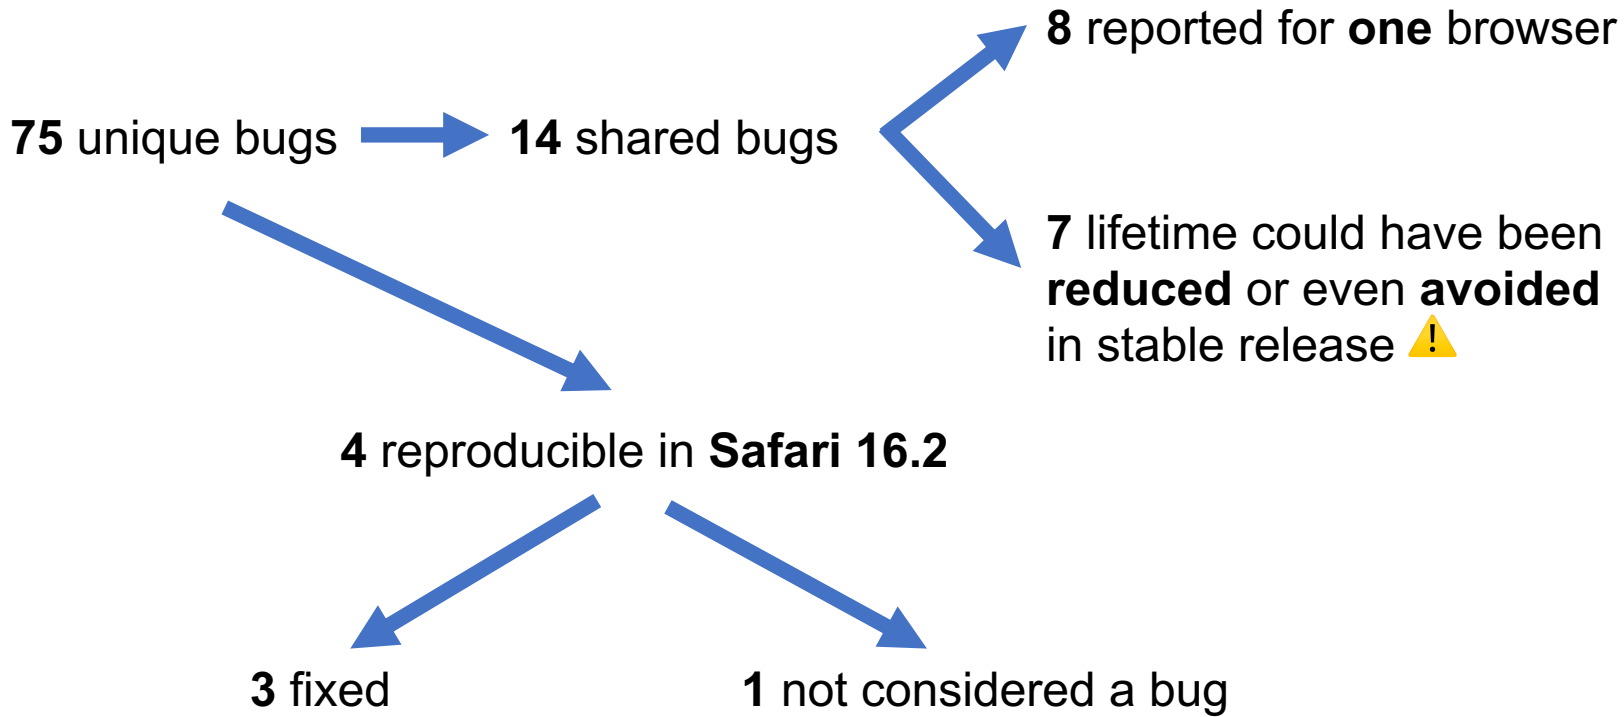 8 reported for one browser
75 unique bugs
14 shared bugs
7 lifetime could have been
reduced or even avoided
in stable release ⚠️
4 reproducible in Safari 16.2
3 fixed
1 not considered a bug